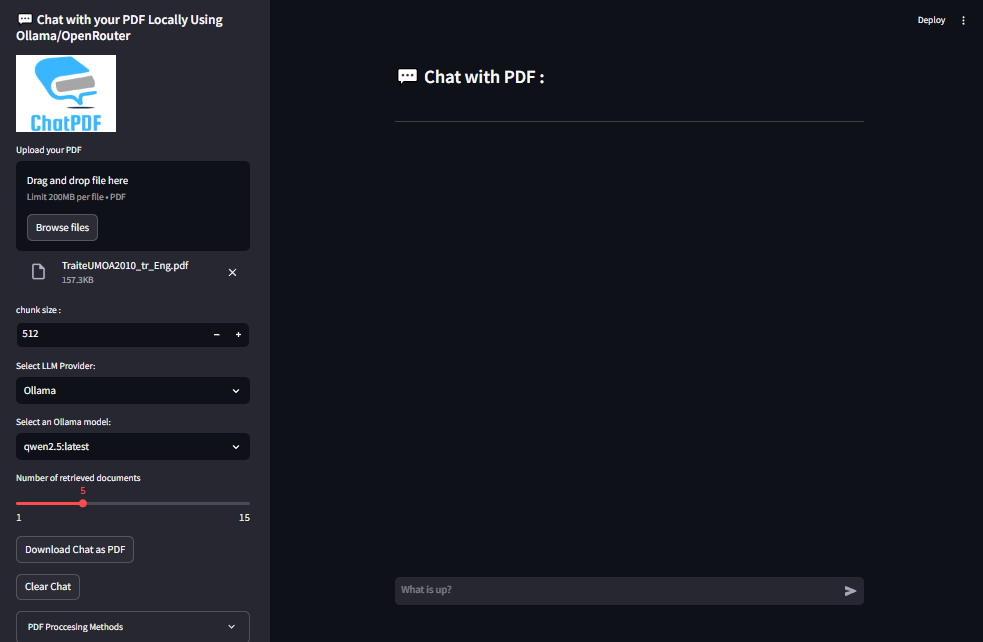 💬 Chat with your PDF Locally Using
Ollama/OpenRouter
ChatPDF
Upload your PDF
Drag and drop file here
Limit 200MB per file • PDF
Browse files
TraiteUMOA2010_tr_Eng.pdf
157.3KB
chunk size :
512
Select LLM Provider:
Ollama
Select an Ollama model:
qwen2.5:latest
Number of retrieved documents
5
1 15
Download Chat as PDF
Clear Chat
PDF Proccesing Methods
Deploy
💬 Chat with PDF :
What is up?